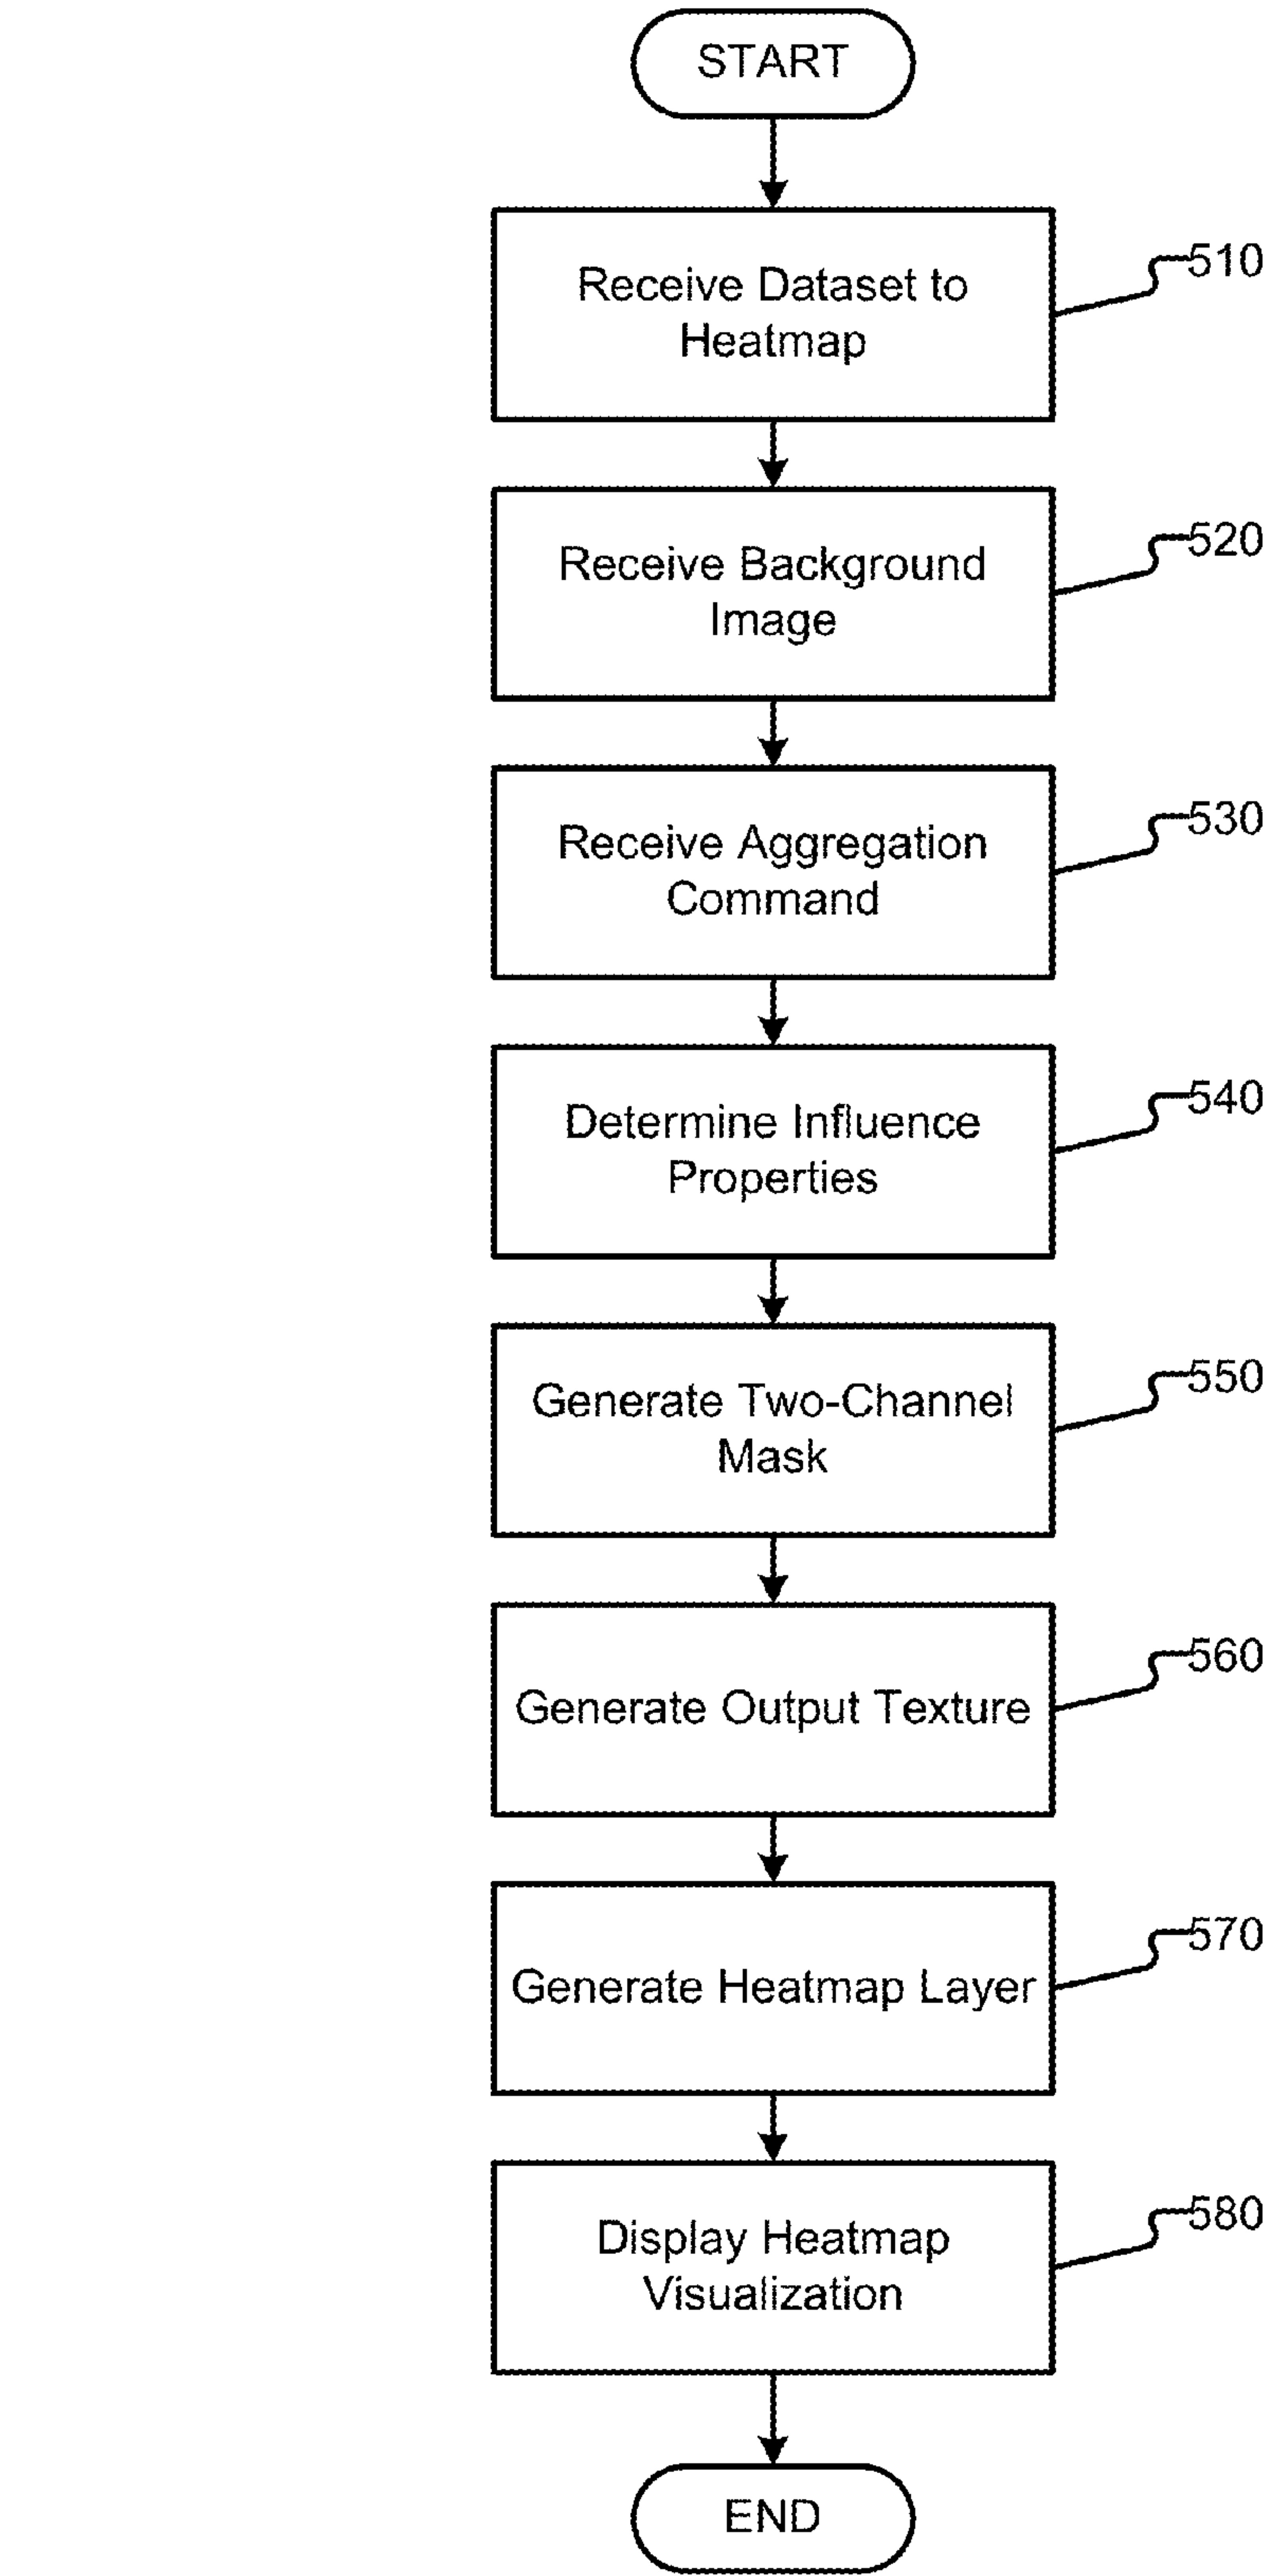 START
Receive Dataset to
Heatmap
510
Receive Background
Image
520
Receive Aggregation
Command
530
Determine Influence
Properties
540
Generate Two-Channel
Mask
550
Generate Output Texture
560
Generate Heatmap Layer
570
Display Heatmap
Visualization
580
END